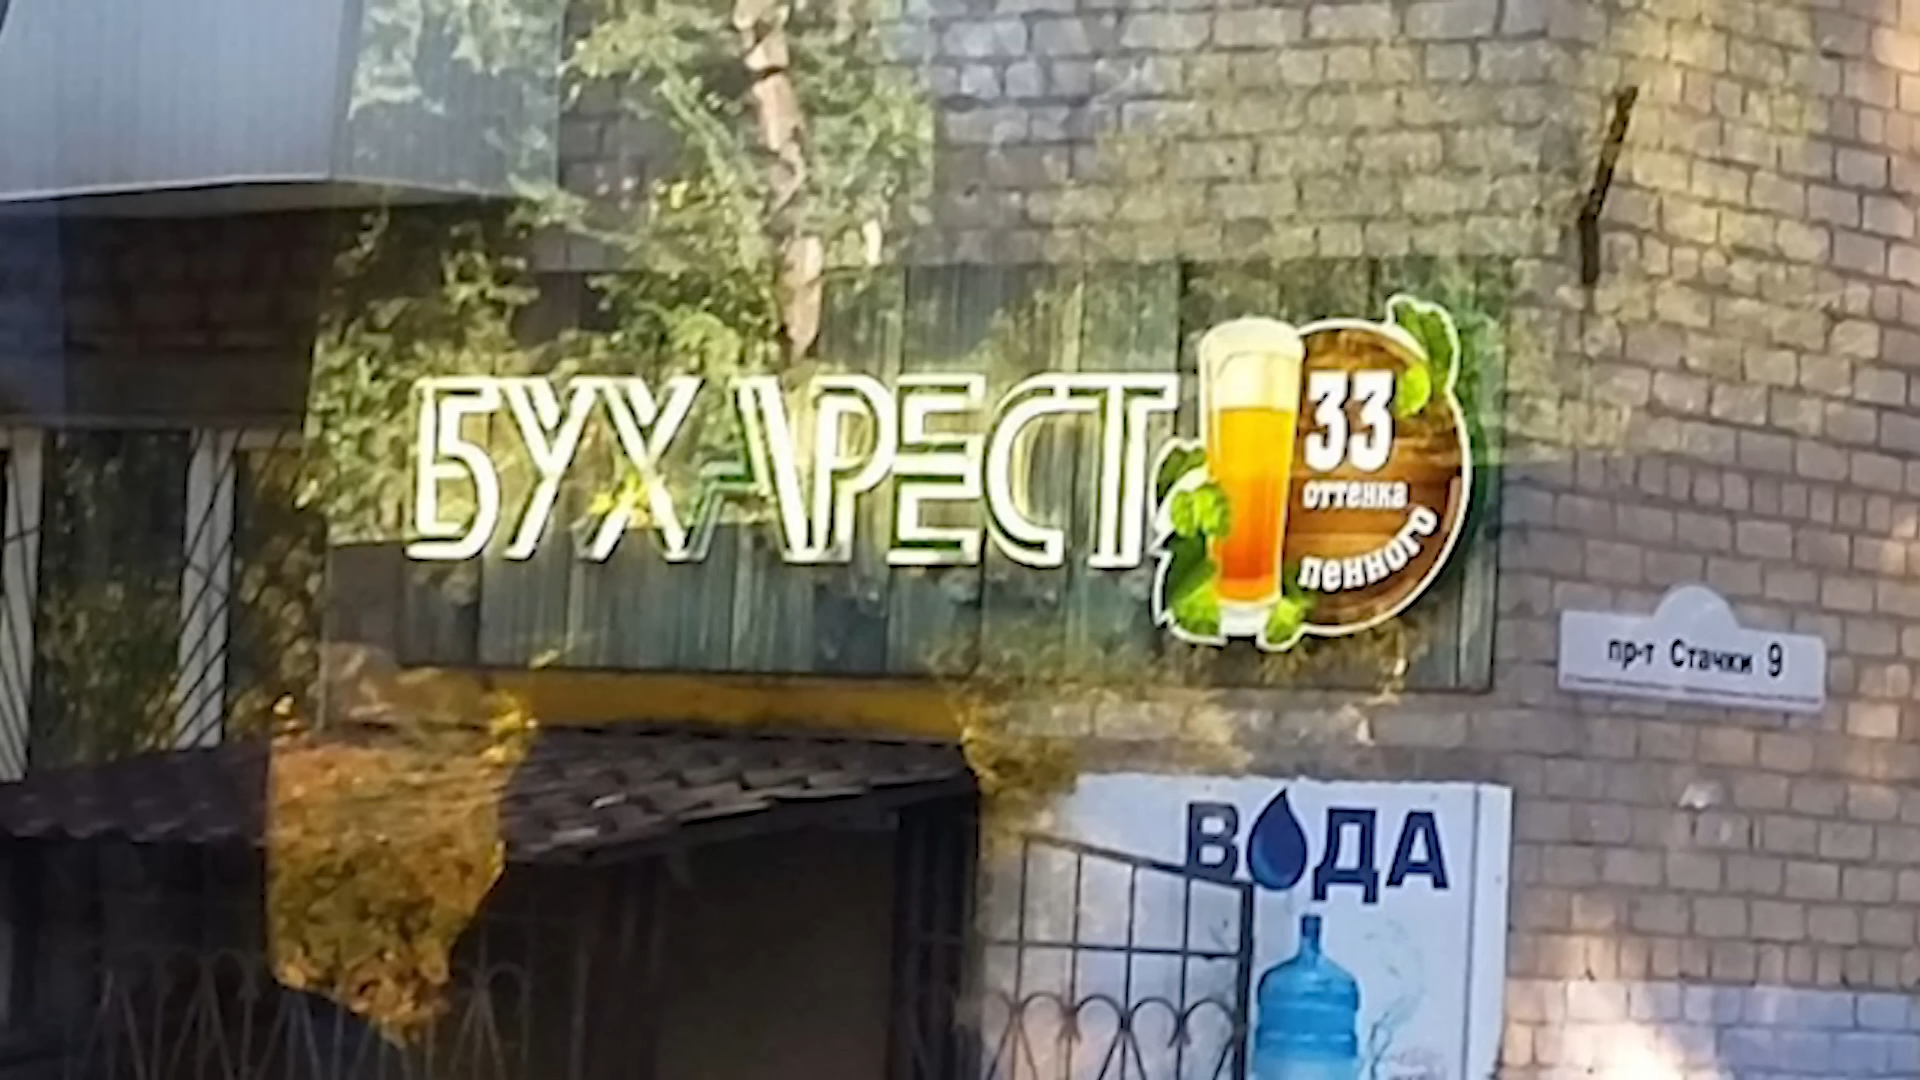 БУХАРЕСТ
33
оттенка
пенного
пр-т Стачки 9
ВОДА